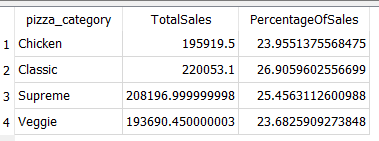 pizza_category TotalSales PercentageOfSales
1 Chicken 195919.5 23.9551375568475
2 Classic 220053.1 26.9059602556699
3 Supreme 208196.999999998 25.4563112600988
4 Veggie 193690.450000003 23.6825909273848